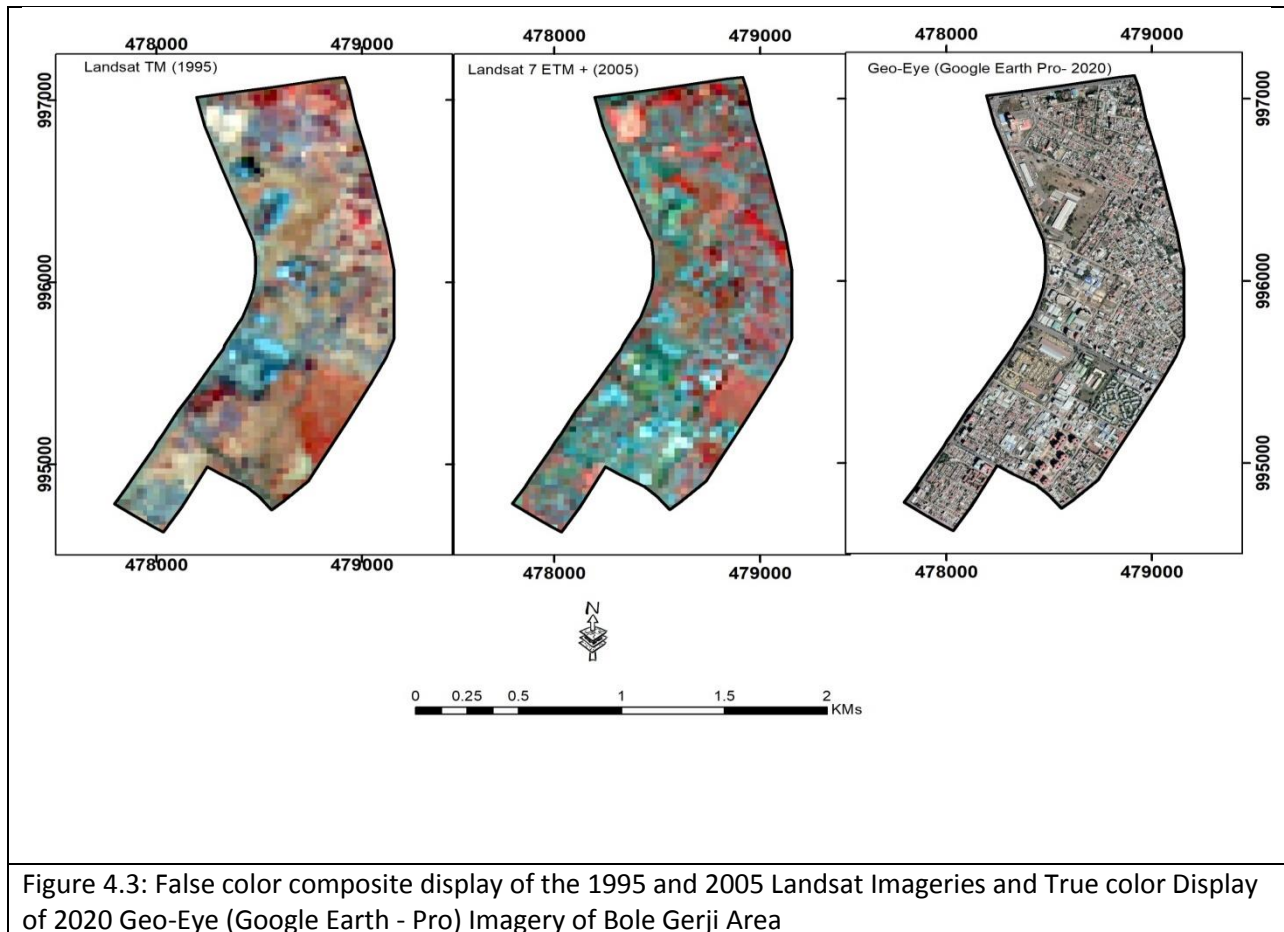 478000 479000 478000 479000 478000 479000
Landsat TM (1995)
Landsat 7 ETM + (2005)
Geo-Eye (Google Earth Pro- 2020)
997000
996000
995000
997000
996000
995000
478000 479000 478000 479000 478000 479000
N
0 0.25 0.5 1 1.5 2
KMs
Figure 4.3: False color composite display of the 1995 and 2005 Landsat Imageries and True color Display
of 2020 Geo-Eye (Google Earth - Pro) Imagery of Bole Gerji Area